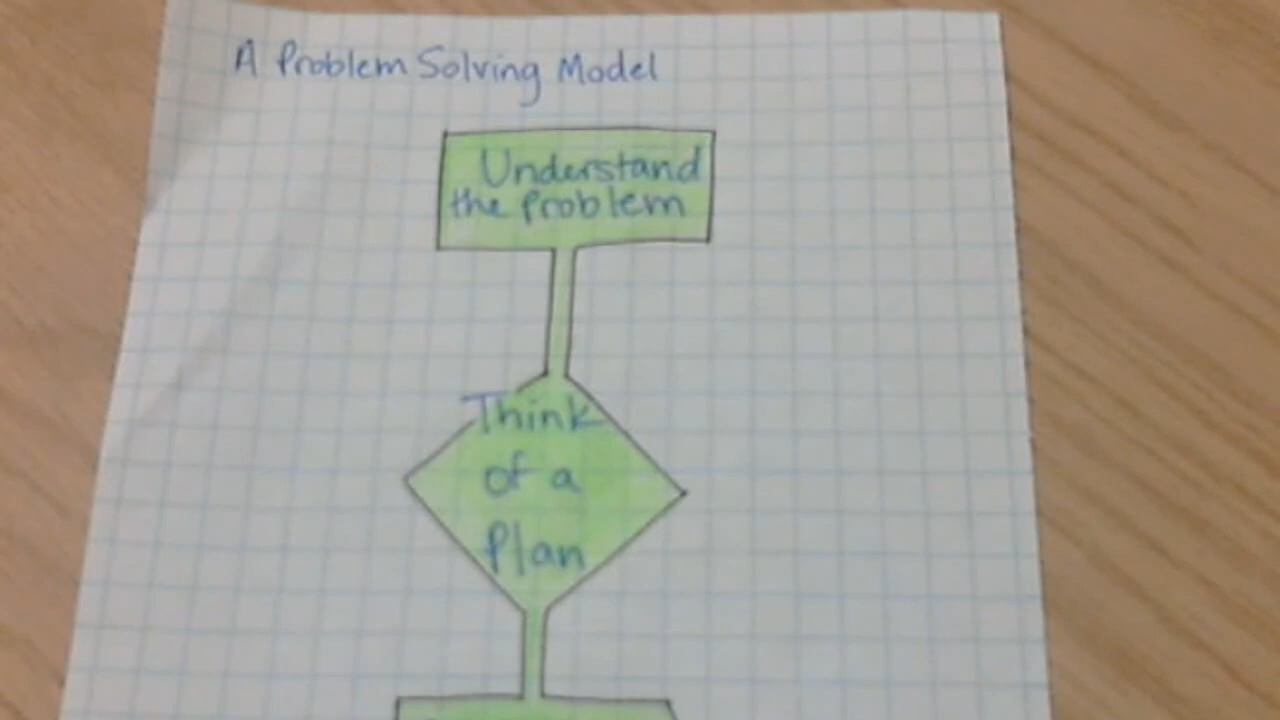 A Problem Solving Model
Understand
the problem
Think
of a
Plan